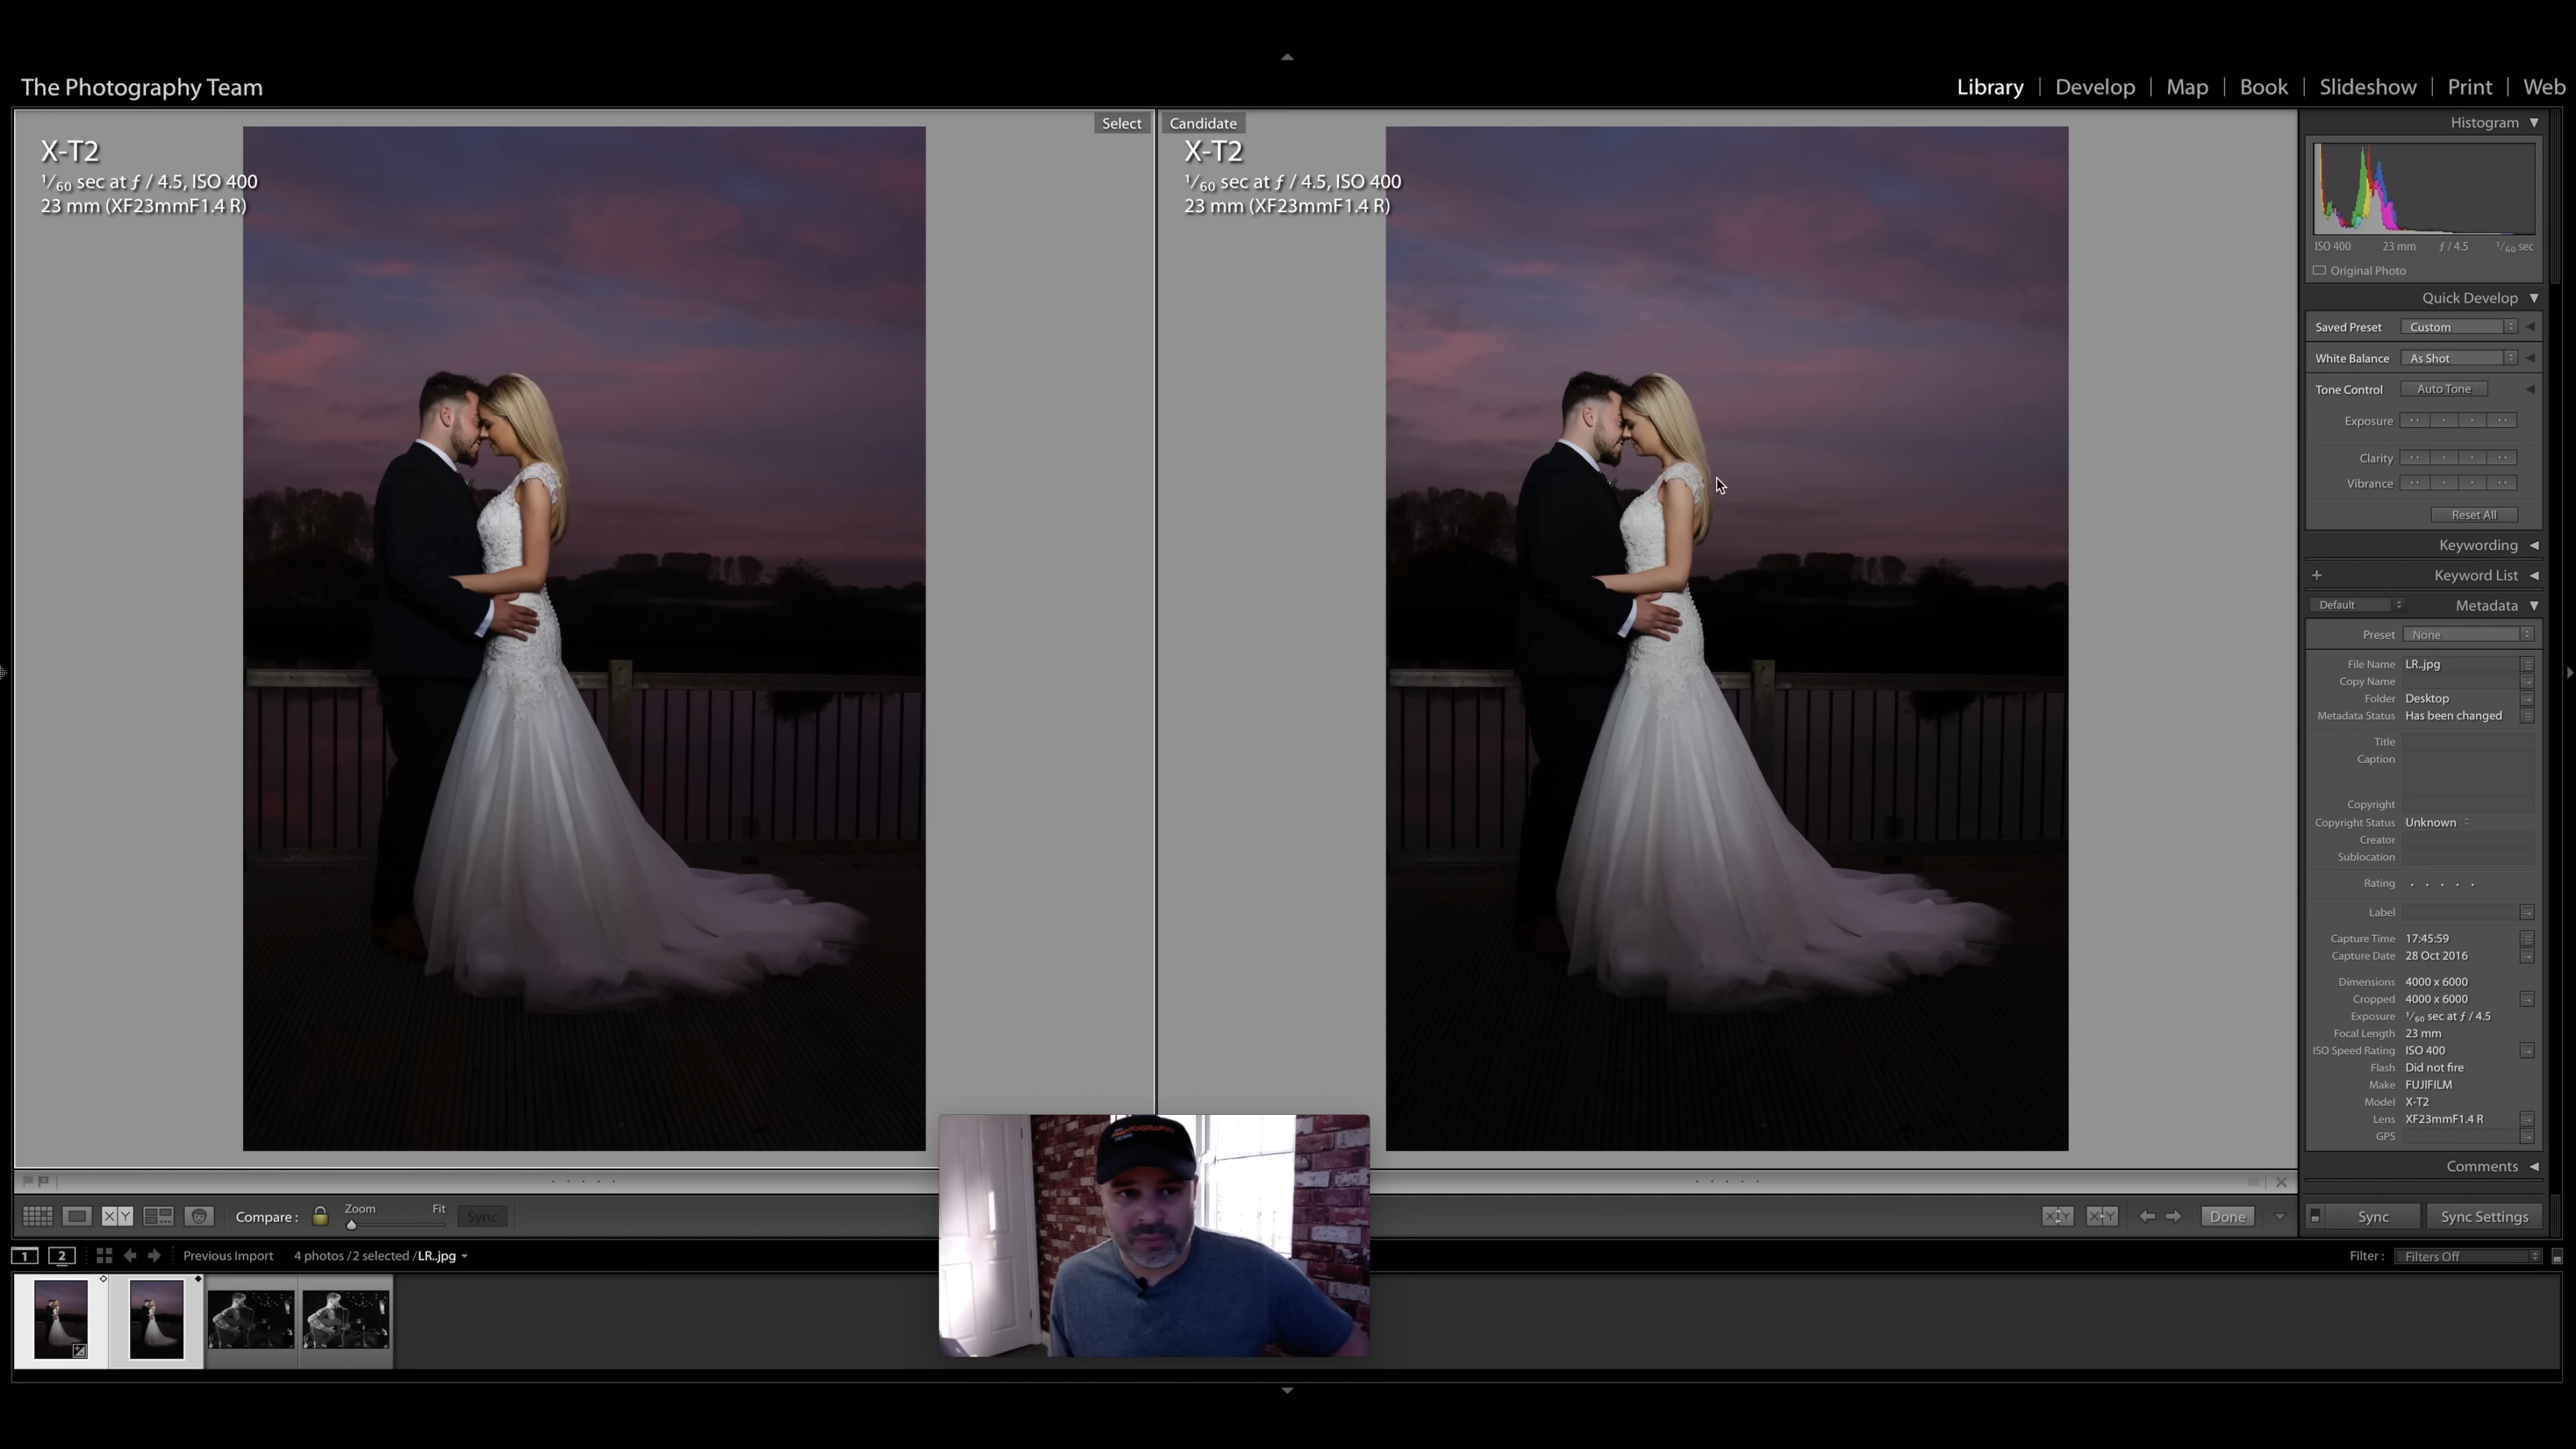 The Photography Team
Library | Develop | Map | Book | Slideshow | Print | Web
Select
Candidate
X-T2
1/60 sec at ƒ / 4.5, ISO 400
23 mm (XF23mmF1.4 R)
X-T2
1/60 sec at ƒ / 4.5, ISO 400
23 mm (XF23mmF1.4 R)
Histogram
ISO 400 23 mm ƒ / 4.5 1/60 sec
Original Photo
Quick Develop
Saved Preset Custom
White Balance As Shot
Tone Control Auto Tone
Exposure
Clarity
Vibrance
Reset All
Keywording
+ Keyword List
Default Metadata
Preset None
File Name LR..jpg
Copy Name
Folder Desktop
Metadata Status Has been changed
Title
Caption
Copyright
Copyright Status Unknown
Creator
Sublocation
Rating
Label
Capture Time 17:45:59
Capture Date 28 Oct 2016
Dimensions 4000 x 6000
Cropped 4000 x 6000
Exposure 1/60 sec at ƒ / 4.5
Focal Length 23 mm
ISO Speed Rating ISO 400
Flash Did not fire
Make FUJIFILM
Model X-T2
Lens XF23mmF1.4 R
GPS
Comments
X Y Compare : Zoom Fit Sync
X Y X Y Done
Sync Sync Settings
1 2 Previous Import 4 photos / 2 selected / LR..jpg
Filter : Filters Off